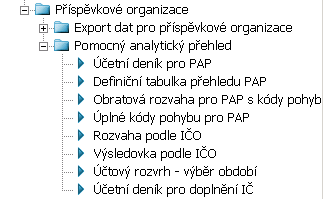 Příspěvkové organizace
Export dat pro příspěvkové organizace
Pomocný analytický přehled
Účetní deník pro PAP
Definiční tabulka přehledu PAP
Obratová rozvaha pro PAP s kódy pohyb
Úplné kódy pohybu pro PAP
Rozvaha podle IČO
Výsledovka podle IČO
Účtový rozvrh - výběr období
Účetní deník pro doplnění IČ